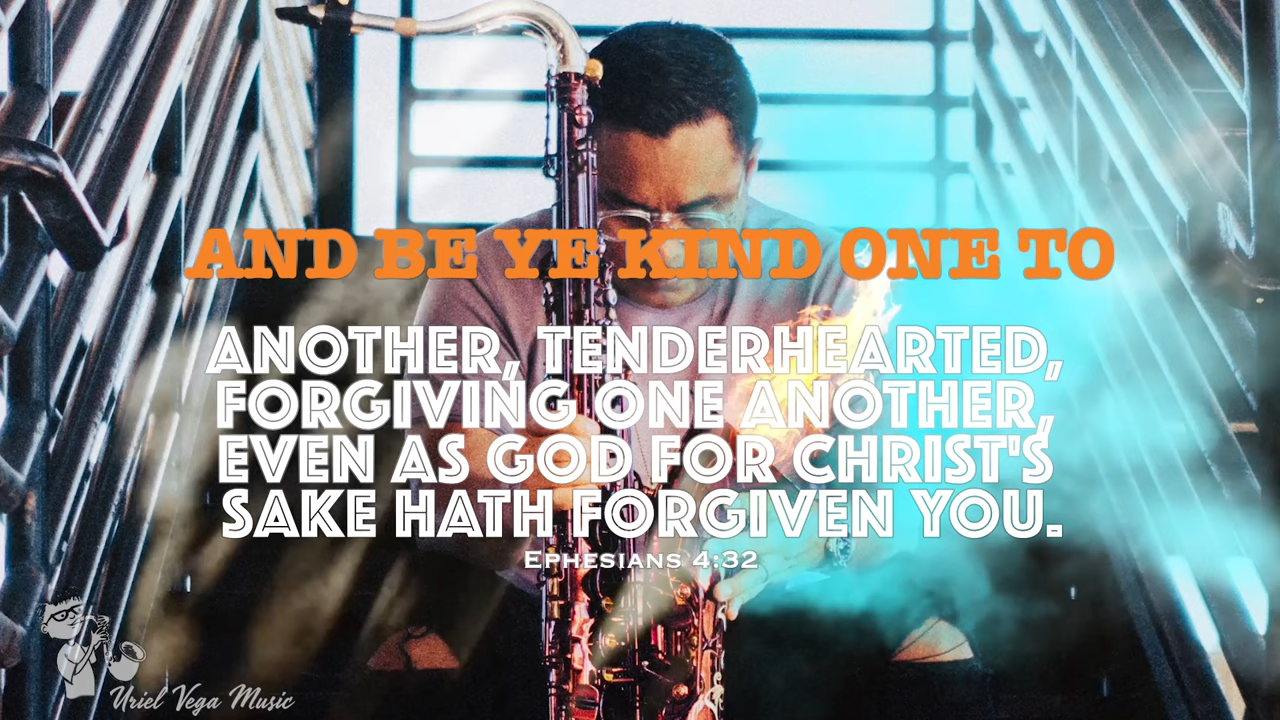 AND BE YE KIND ONE TO
ANOTHER, TENDERHEARTED,
FORGIVING ONE ANOTHER,
EVEN AS GOD FOR CHRIST'S
SAKE HATH FORGIVEN YOU.
EPHESIANS 4:32
Uriel Vega Music